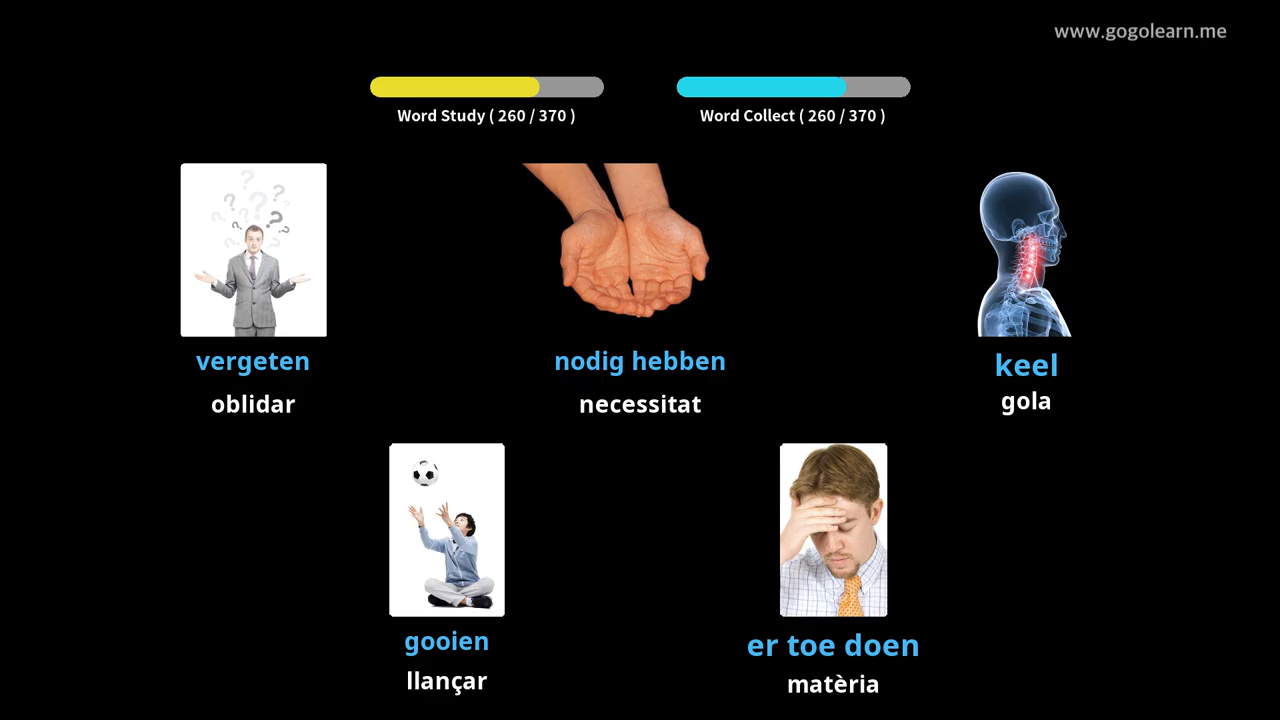 www.gogolearn.me
Word Study ( 260 / 370 )
Word Collect ( 260 / 370 )
vergeten
oblidar
nodig hebben
necessitat
keel
gola
gooien
llançar
er toe doen
matèria